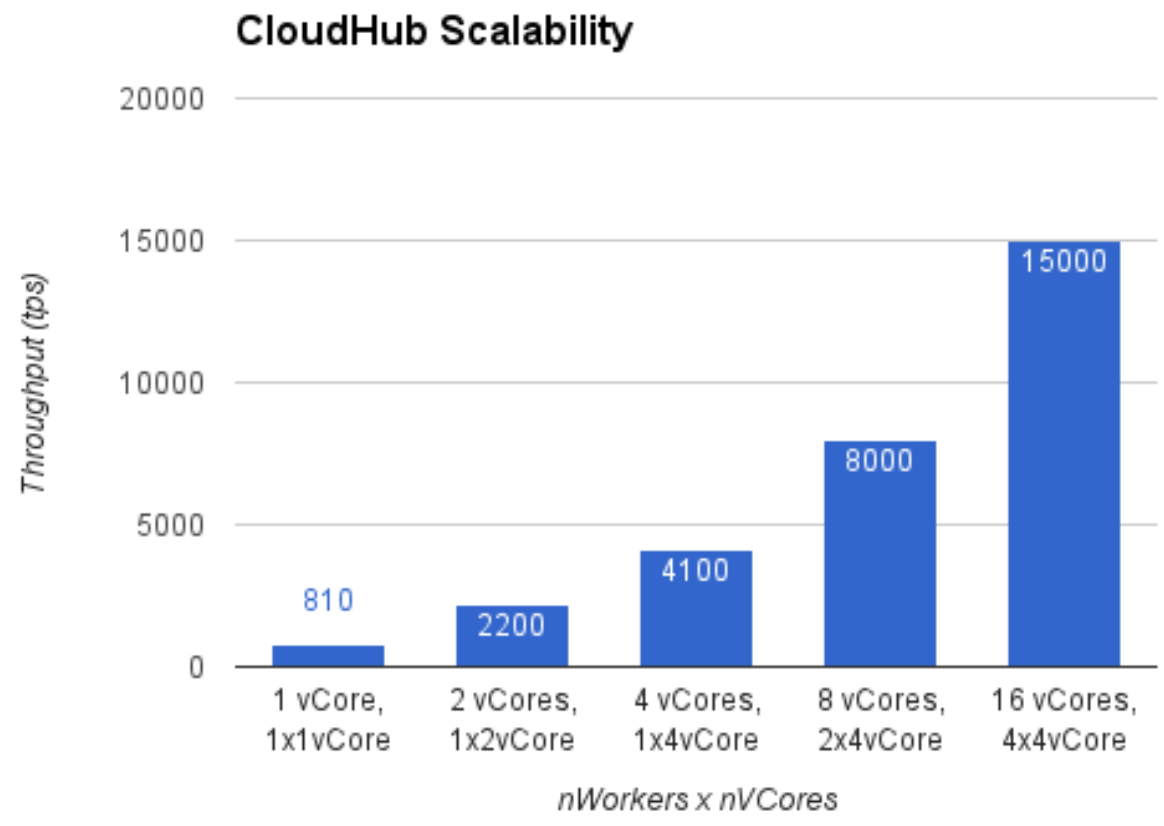 CloudHub Scalability
20000
15000
10000
5000
0
Throughput (tps)
810
2200
4100
8000
15000
1 vCore,
1x1vCore
2 vCores,
1x2vCore
4 vCores,
1x4vCore
8 vCores,
2x4vCore
16 vCores,
4x4vCore
nWorkers x nVCores